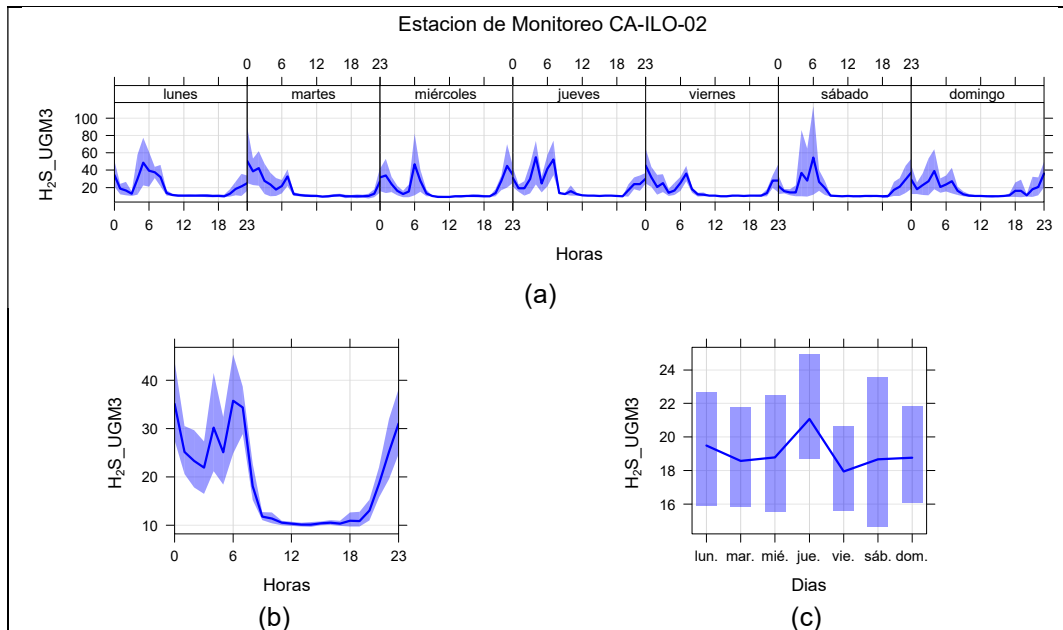 Estacion de Monitoreo CA-ILO-02
0 6 18 23 0 6 18 23 0 6 18 23
lunes martes miércoles jueves viernes sábado domingo
H₂S_UGM3
100
80
60
40
20
0 6 12 18 23 0 6 12 18 23 0 6 12 18 23 0 6 12 18 23
Horas
(a)
H₂S_UGM3
40
30
20
10
0 6 12 18 23
Horas
(b)
H₂S_UGM3
24
22
20
18
16
lun. mar. mié. jue. vie. sáb. dom.
Dias
(c)